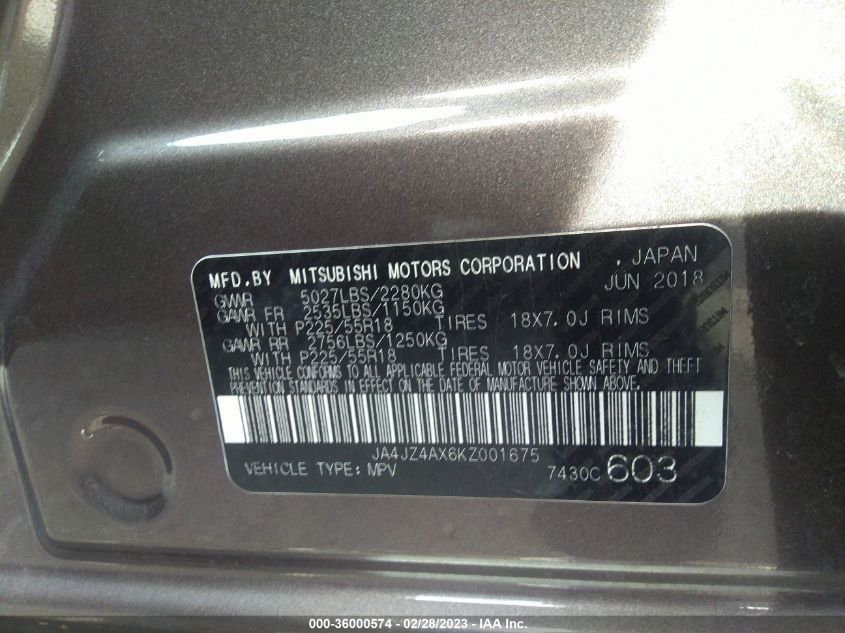 MFD.BY MITSUBISHI MOTORS CORPORATION , JAPAN
JUN 2018
GVWR 5027LBS/2280KG
GAWR FR 2535LBS/1150KG
WITH P225/55R18 TIRES 18X7.0J RIMS
GAWR RR 2756LBS/1250KG
WITH P225/55R18 TIRES 18X7.0J RIMS
THIS VEHICLE CONFORMS TO ALL APPLICABLE FEDERAL MOTOR VEHICLE SAFETY AND THEFT
PREVENTION STANDARDS IN EFFECT ON THE DATE OF MANUFACTURE SHOWN ABOVE.
JA4JZ4AX6KZ001675
VEHICLE TYPE: MPV 7430C 603
000-36000574 - 02/28/2023 - IAA Inc.